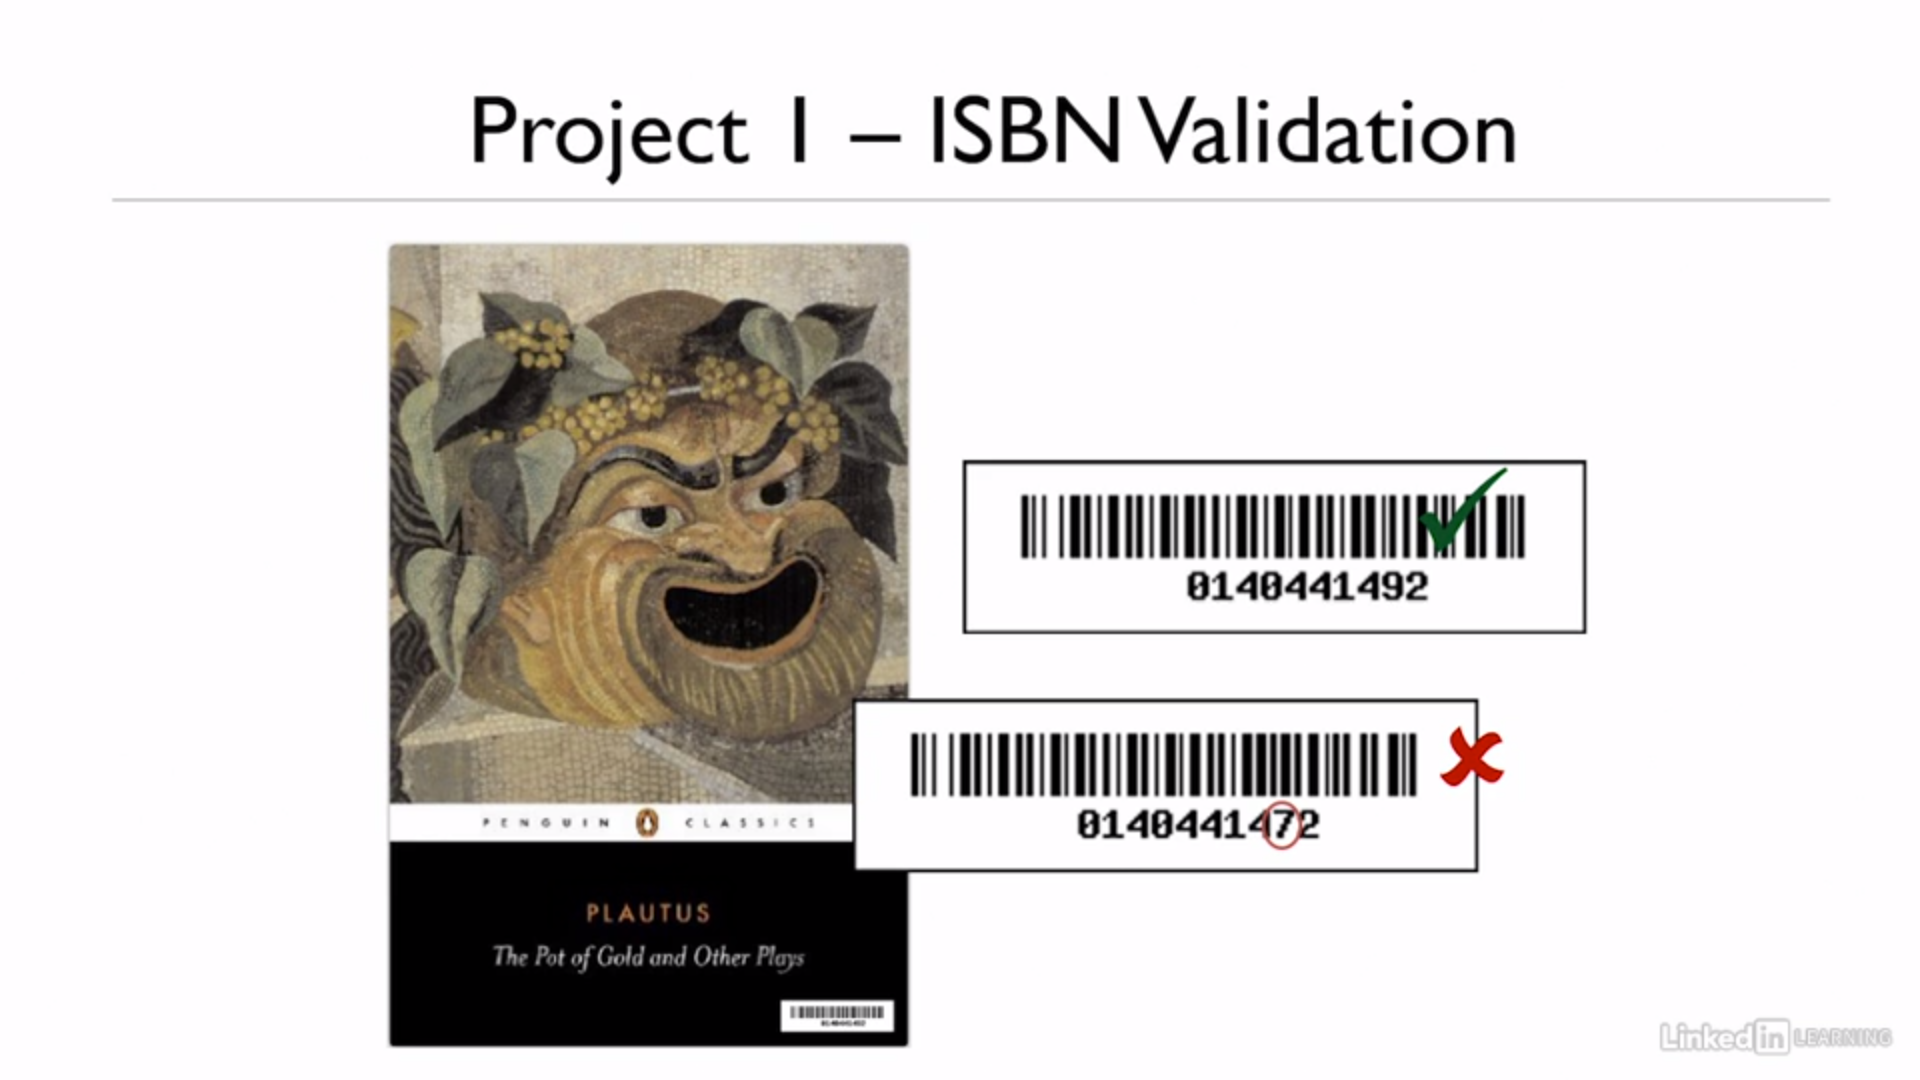 Project 1 – ISBN Validation
0140441492
0140441472
PENGUIN CLASSICS
PLAUTUS
The Pot of Gold and Other Plays
LinkedIn LEARNING